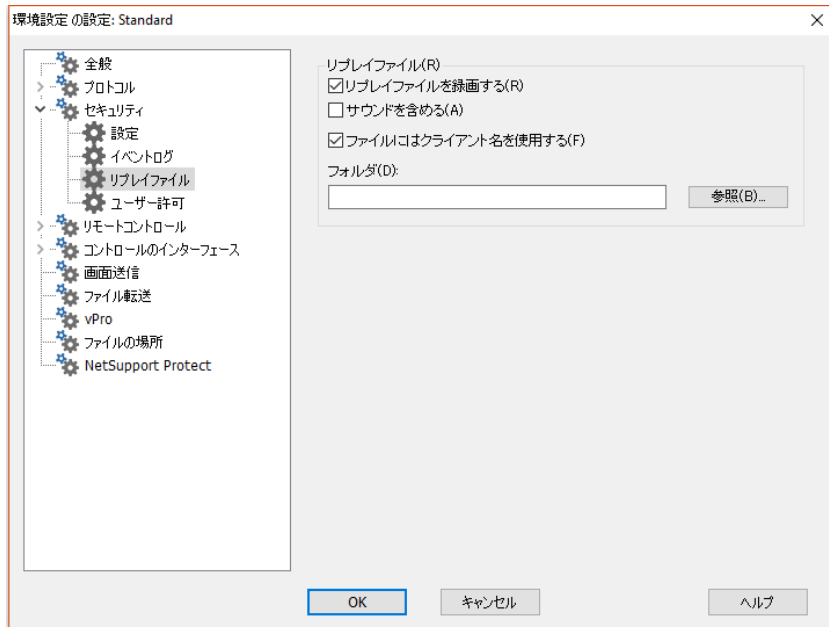 環境設定 の設定: Standard
全般
プロトコル
セキュリティ
設定
イベントログ
リプレイファイル
ユーザー許可
リモートコントロール
コントロールのインターフェース
画面送信
ファイル転送
vPro
ファイルの場所
NetSupport Protect
リプレイファイル(R)
リプレイファイルを録画する(R)
サウンドを含める(A)
ファイルにはクライアント名を使用する(F)
フォルダ(D):
参照(B)...
OK
キャンセル
ヘルプ